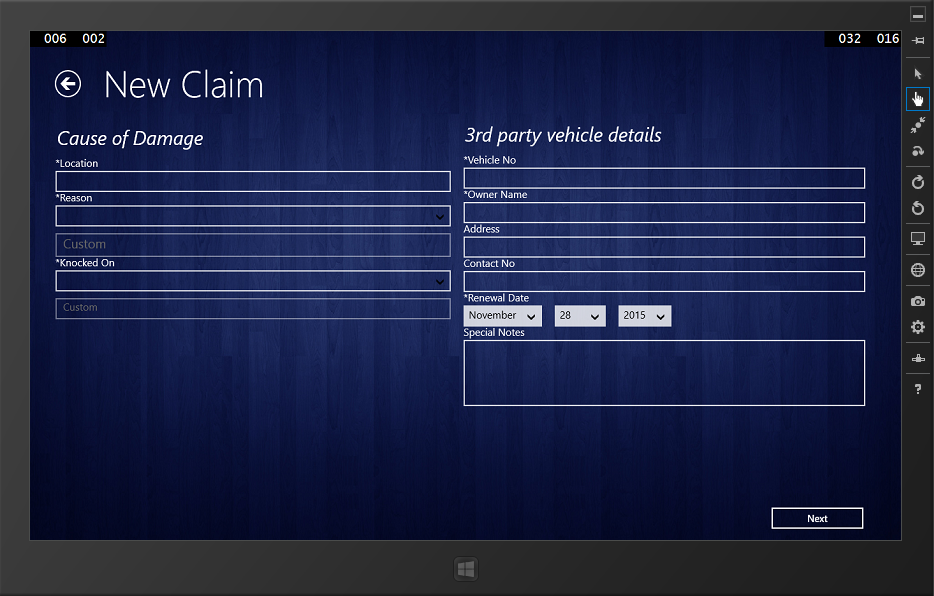 006 002
032 016
New Claim
Cause of Damage
*Location
*Reason
Custom
*Knocked On
Custom
3rd party vehicle details
*Vehicle No
*Owner Name
Address
Contact No
*Renewal Date
November 28 2015
Special Notes
Next
?